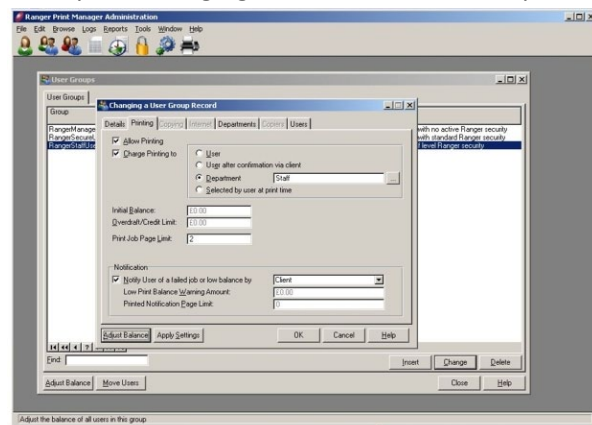 Ranger Print Manager Administration
File Edit Browse Logs Reports Tools Window Help
User Groups
User Groups
Group
RangerManage
RangerSecureL
RangerStaffUse
with no active Ranger security
with standard Ranger security
level Ranger security
Changing a User Group Record
Details Printing Copying Internet Departments Copiers Users
Allow Printing
Charge Printing to
User
User after confirmation via client
Department Staff ...
Selected by user at print time
Initial Balance: £0.00
Overdraft/Credit Limit: £0.00
Print Job Page Limit: 2
Notification
Notify User of a failed job or low balance by Client
Low Print Balance Warning Amount: £0.00
Printed Notification Page Limit: 0
Adjust Balance Apply Settings OK Cancel Help
Find: Insert Change Delete
Adjust Balance Move Users Close Help
Adjust the balance of all users in this group